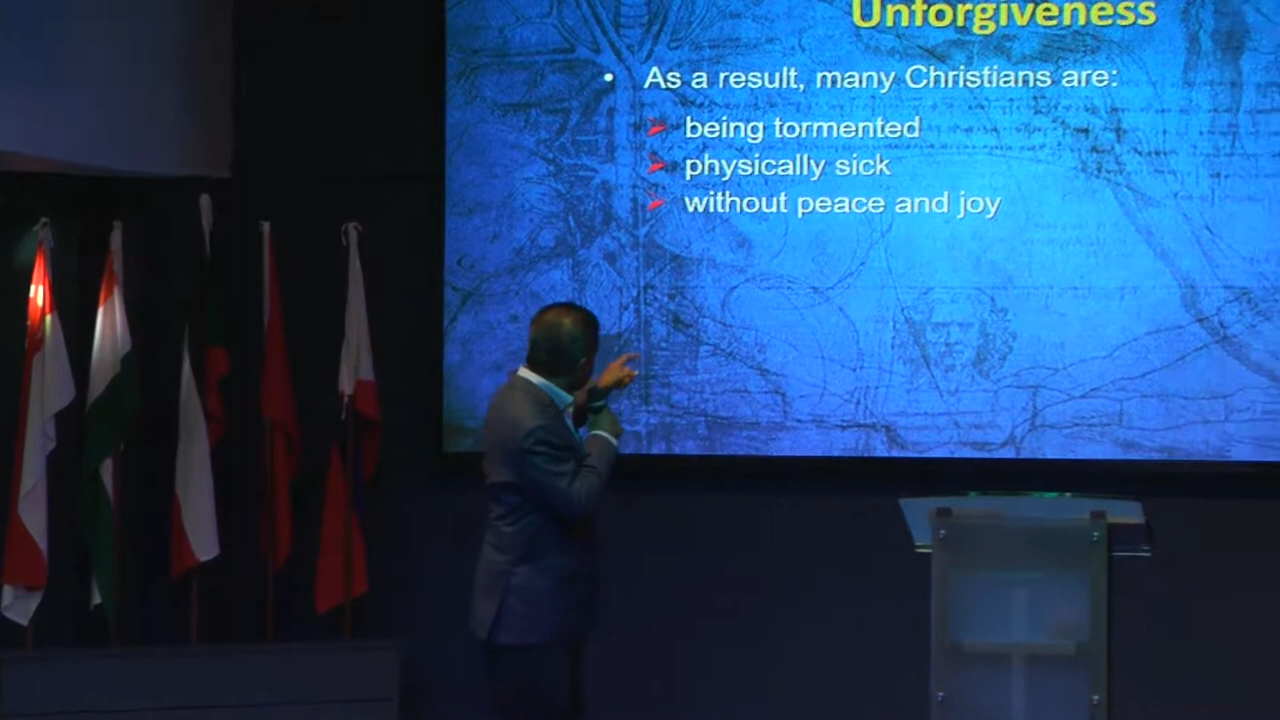 Unforgiveness
• As a result, many Christians are:
➢ being tormented
➢ physically sick
➢ without peace and joy